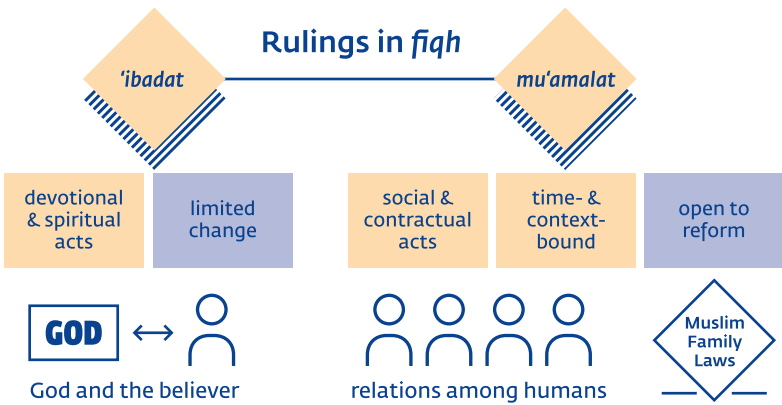 Rulings in fiqh
‘ibadat
mu‘amalat
devotional
& spiritual
acts
limited
change
social &
contractual
acts
time- &
context-
bound
open to
reform
GOD
God and the believer
relations among humans
Muslim
Family
Laws